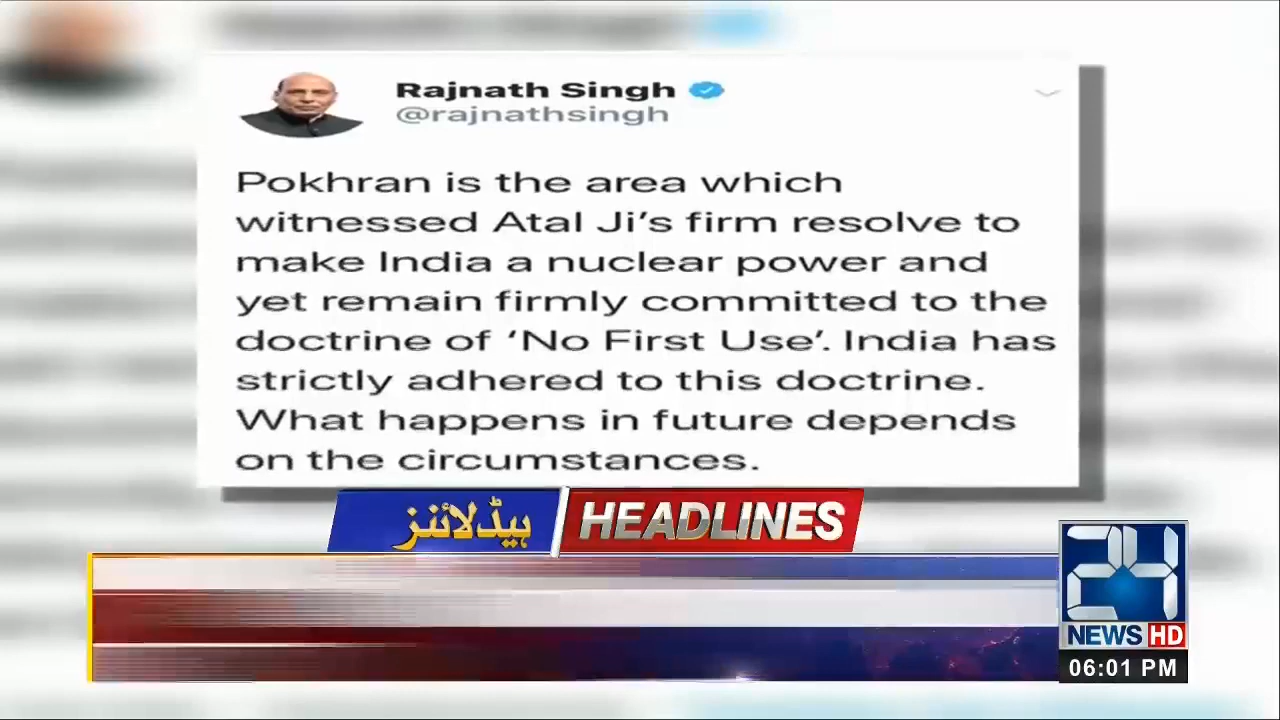 Rajnath Singh
@rajnathsingh
Pokhran is the area which
witnessed Atal Ji's firm resolve to
make India a nuclear power and
yet remain firmly committed to the
doctrine of ‘No First Use’. India has
strictly adhered to this doctrine.
What happens in future depends
on the circumstances.
ہیڈلائنز HEADLINES
24
NEWS HD
06:01 PM